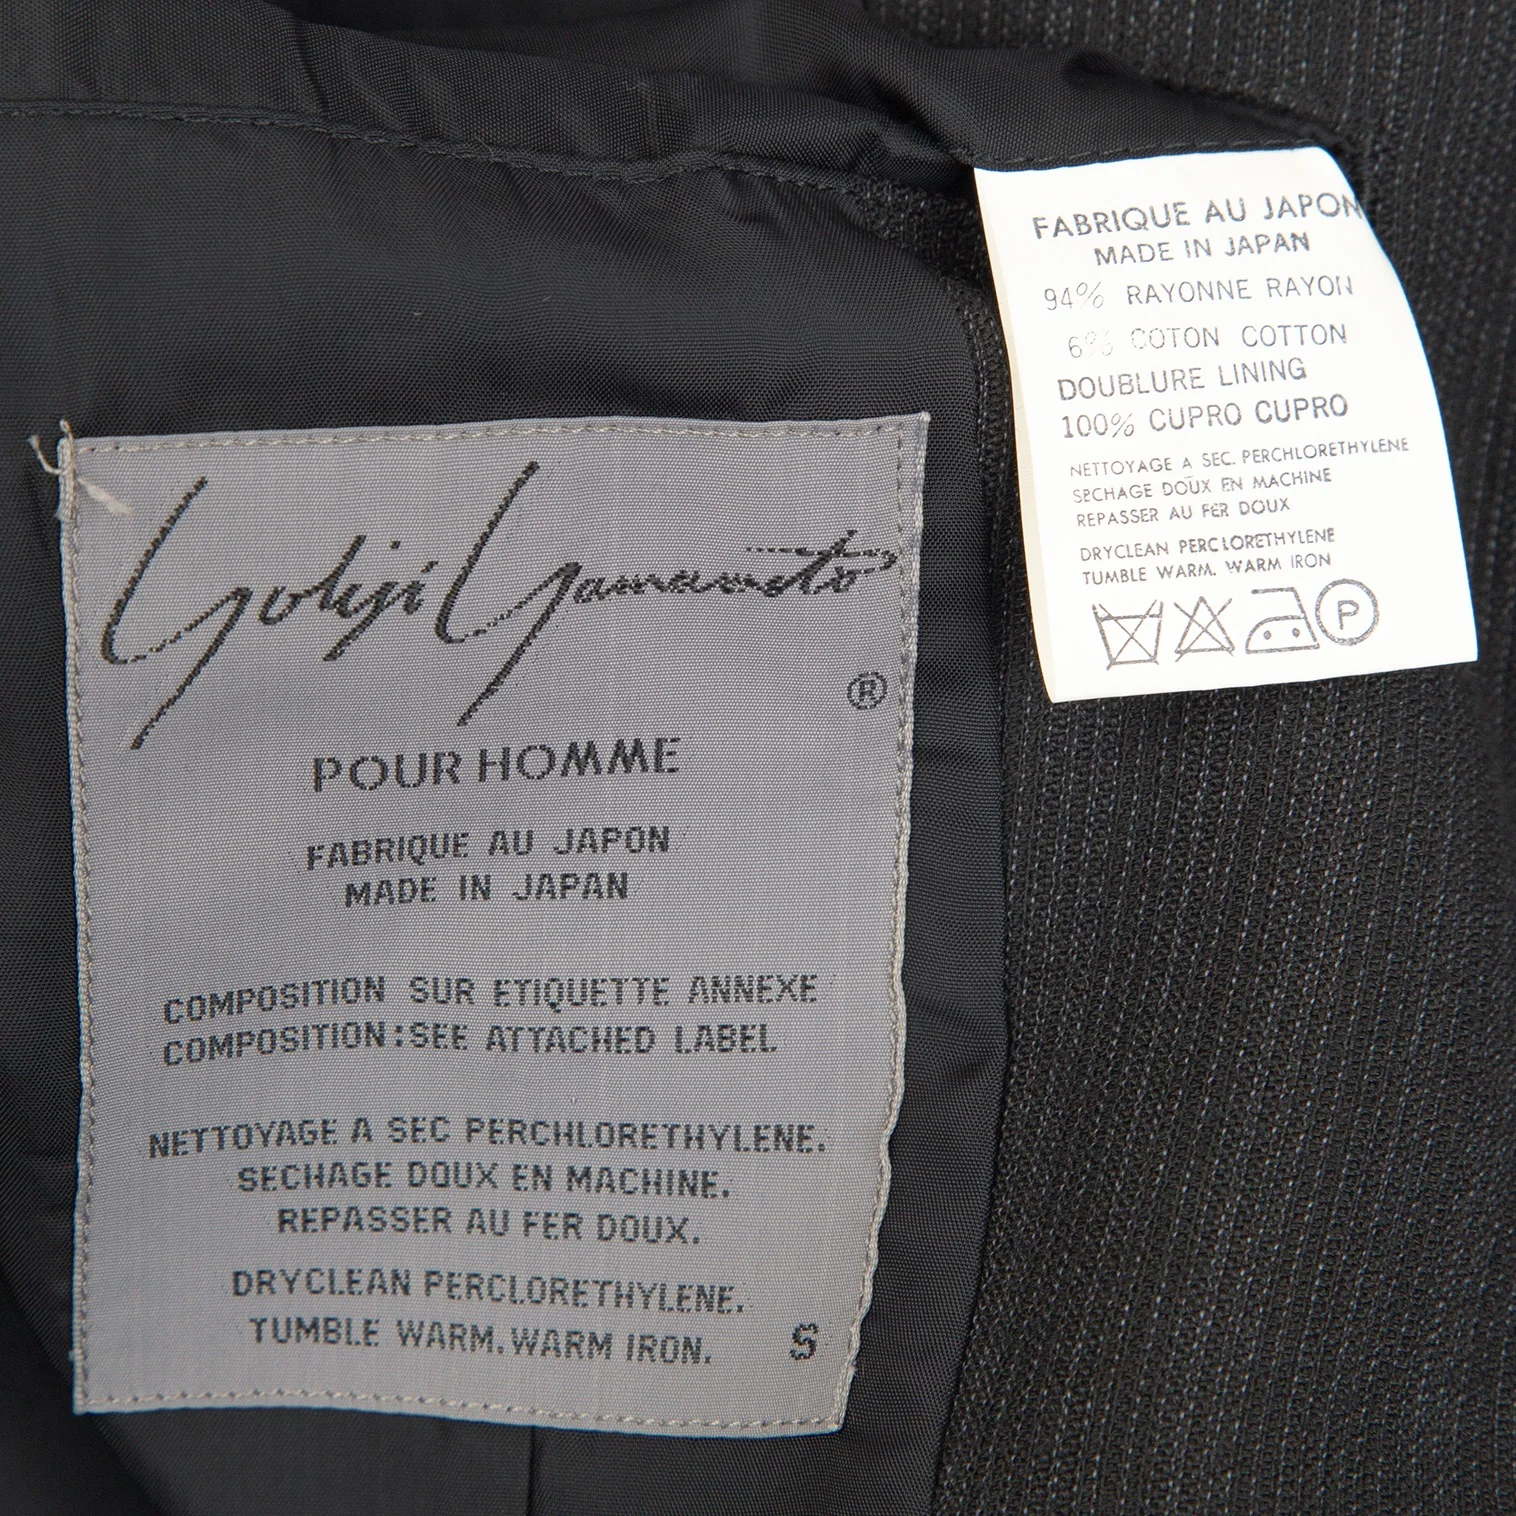 Yohji Yamamoto
®
POUR HOMME
FABRIQUE AU JAPON
MADE IN JAPAN
COMPOSITION SUR ETIQUETTE ANNEXE
COMPOSITION:SEE ATTACHED LABEL
NETTOYAGE A SEC PERCHLORETHYLENE.
SECHAGE DOUX EN MACHINE.
REPASSER AU FER DOUX.
DRYCLEAN PERCLORETHYLENE.
TUMBLE WARM. WARM IRON.
S
FABRIQUE AU JAPON
MADE IN JAPAN
94% RAYONNE RAYON
6% COTON COTTON
DOUBLURE LINING
100% CUPRO CUPRO
NETTOYAGE A SEC. PERCHLORETHYLENE
SECHAGE DOUX EN MACHINE
REPASSER AU FER DOUX
DRYCLEAN PERCLORETHYLENE
TUMBLE WARM. WARM IRON
P